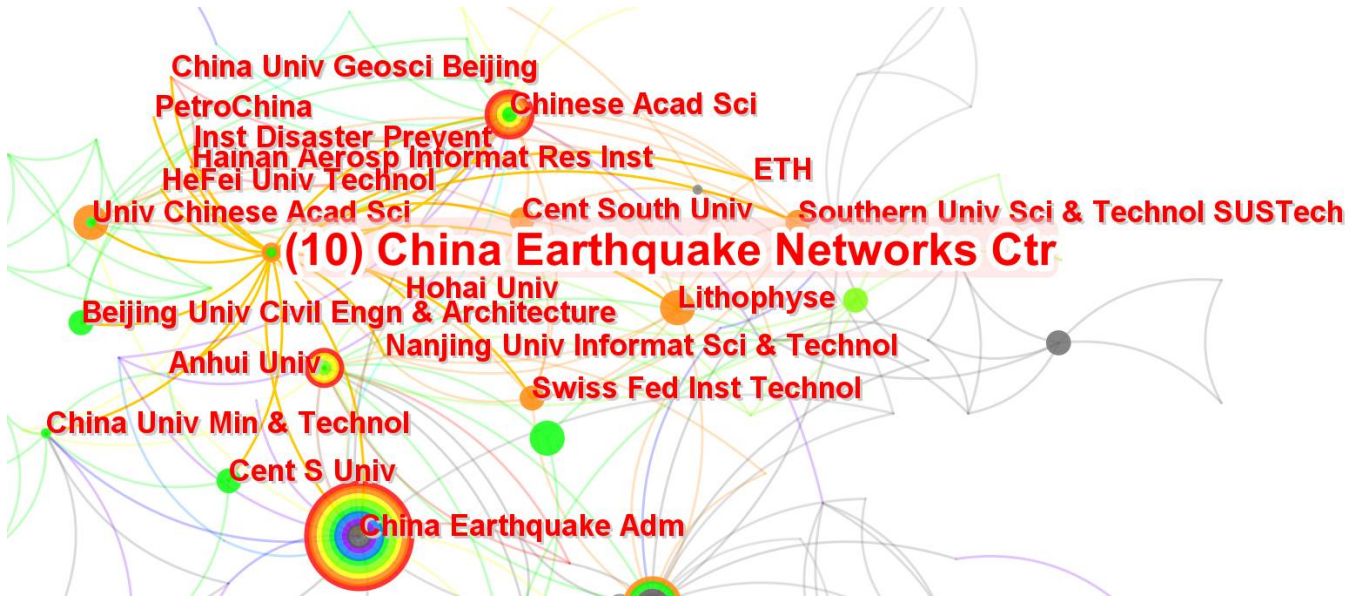 China Univ Geosci Beijing
PetroChina
Chinese Acad Sci
Inst Disaster Prevent
Hainan Aerosp Informat Res Inst
ETH
HeFei Univ Technol
Univ Chinese Acad Sci
Cent South Univ
Southern Univ Sci & Technol SUSTech
(10) China Earthquake Networks Ctr
Hohai Univ
Lithophyse
Beijing Univ Civil Engn & Architecture
Nanjing Univ Informat Sci & Technol
Anhui Univ
Swiss Fed Inst Technol
China Univ Min & Technol
Cent S Univ
China Earthquake Adm